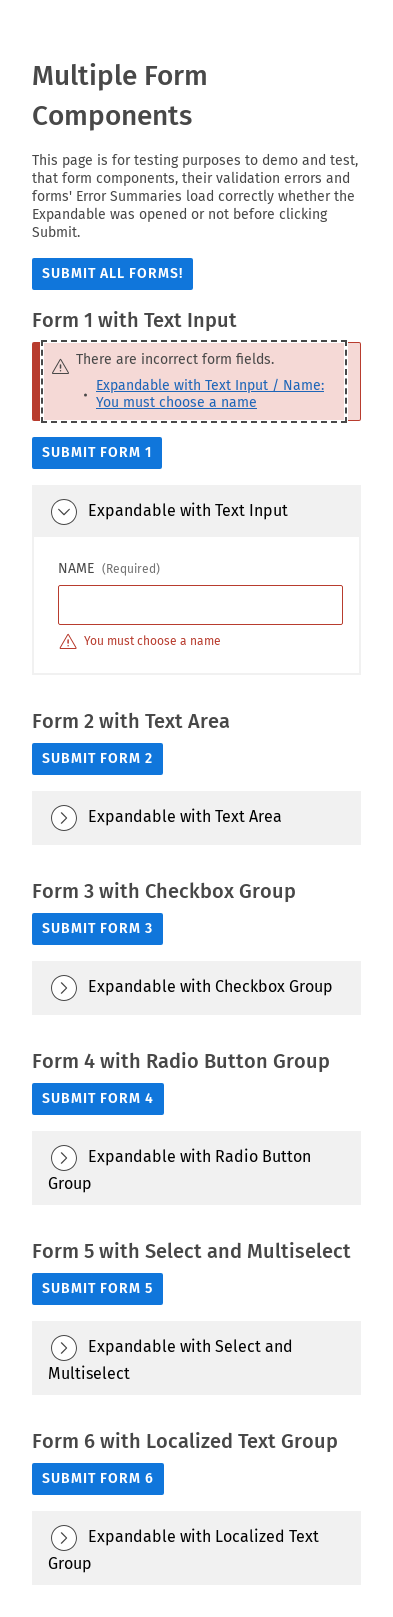 Multiple Form
Components
This page is for testing purposes to demo and test,
that form components, their validation errors and
forms' Error Summaries load correctly whether the
Expandable was opened or not before clicking
Submit.
SUBMIT ALL FORMS!
Form 1 with Text Input
There are incorrect form fields.
• Expandable with Text Input / Name:
You must choose a name
SUBMIT FORM 1
Expandable with Text Input
NAME (Required)
You must choose a name
Form 2 with Text Area
SUBMIT FORM 2
Expandable with Text Area
Form 3 with Checkbox Group
SUBMIT FORM 3
Expandable with Checkbox Group
Form 4 with Radio Button Group
SUBMIT FORM 4
Expandable with Radio Button
Group
Form 5 with Select and Multiselect
SUBMIT FORM 5
Expandable with Select and
Multiselect
Form 6 with Localized Text Group
SUBMIT FORM 6
Expandable with Localized Text
Group